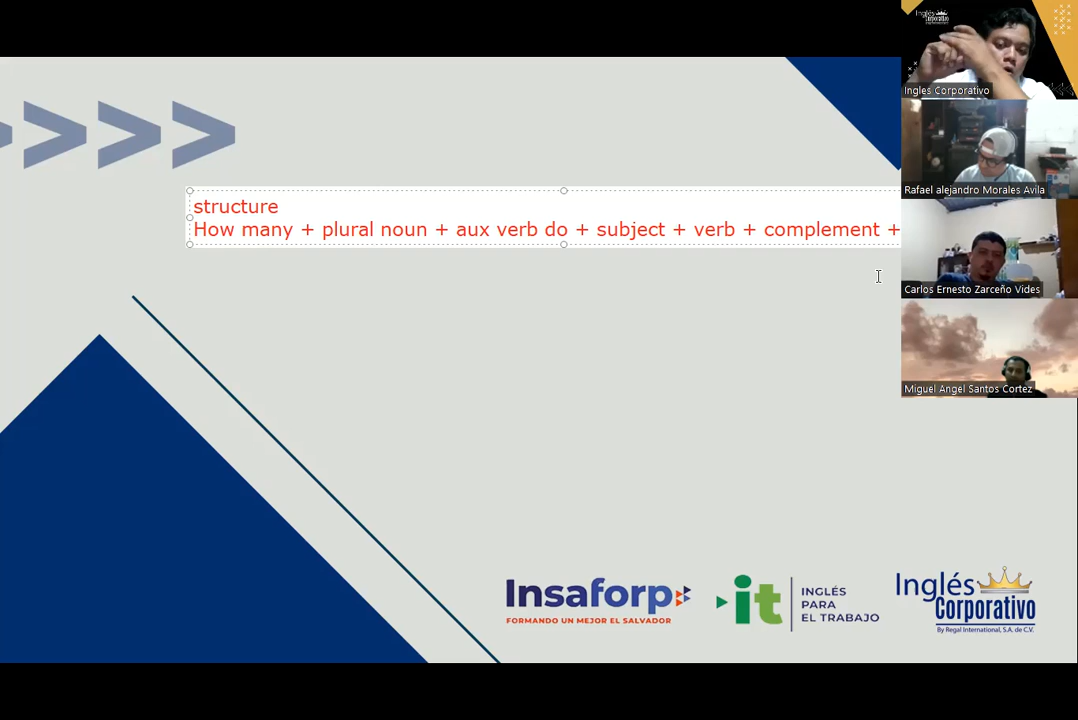 Inglés
Corporativo
Ingles Corporativo
Rafael alejandro Morales Avila
structure
How many + plural noun + aux verb do + subject + verb + complement +
Carlos Ernesto Zarceño Vides
Miguel Angel Santos Cortez
Insaforp
FORMANDO UN MEJOR EL SALVADOR
it
INGLÉS
PARA
EL TRABAJO
Inglés
Corporativo
By Regal International, S.A. de C.V.